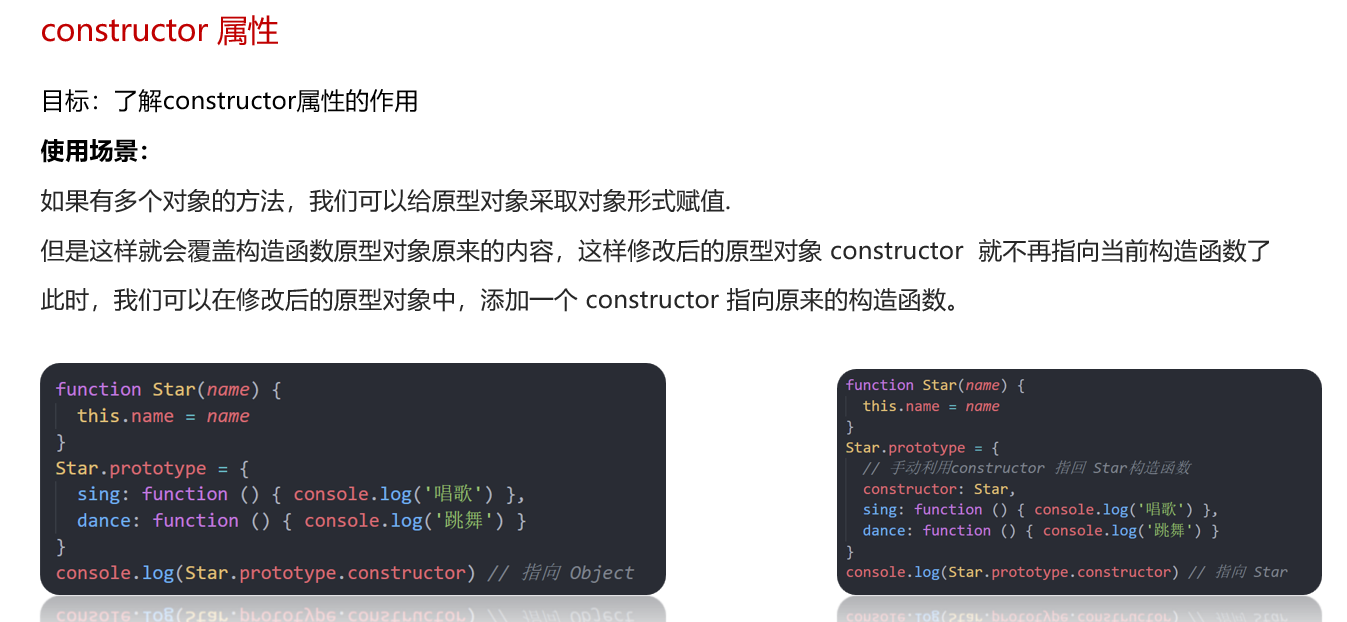 constructor 属性
目标：了解constructor属性的作用
使用场景：
如果有多个对象的方法，我们可以给原型对象采取对象形式赋值.
但是这样就会覆盖构造函数原型对象原来的内容，这样修改后的原型对象 constructor 就不再指向当前构造函数了
此时，我们可以在修改后的原型对象中，添加一个 constructor 指向原来的构造函数。
function Star(name) {
  this.name = name
}
Star.prototype = {
  sing: function () { console.log('唱歌') },
  dance: function () { console.log('跳舞') }
}
console.log(Star.prototype.constructor) // 指向 Object
function Star(name) {
  this.name = name
}
Star.prototype = {
  // 手动利用constructor 指回 Star构造函数
  constructor: Star,
  sing: function () { console.log('唱歌') },
  dance: function () { console.log('跳舞') }
}
console.log(Star.prototype.constructor) // 指向 Star